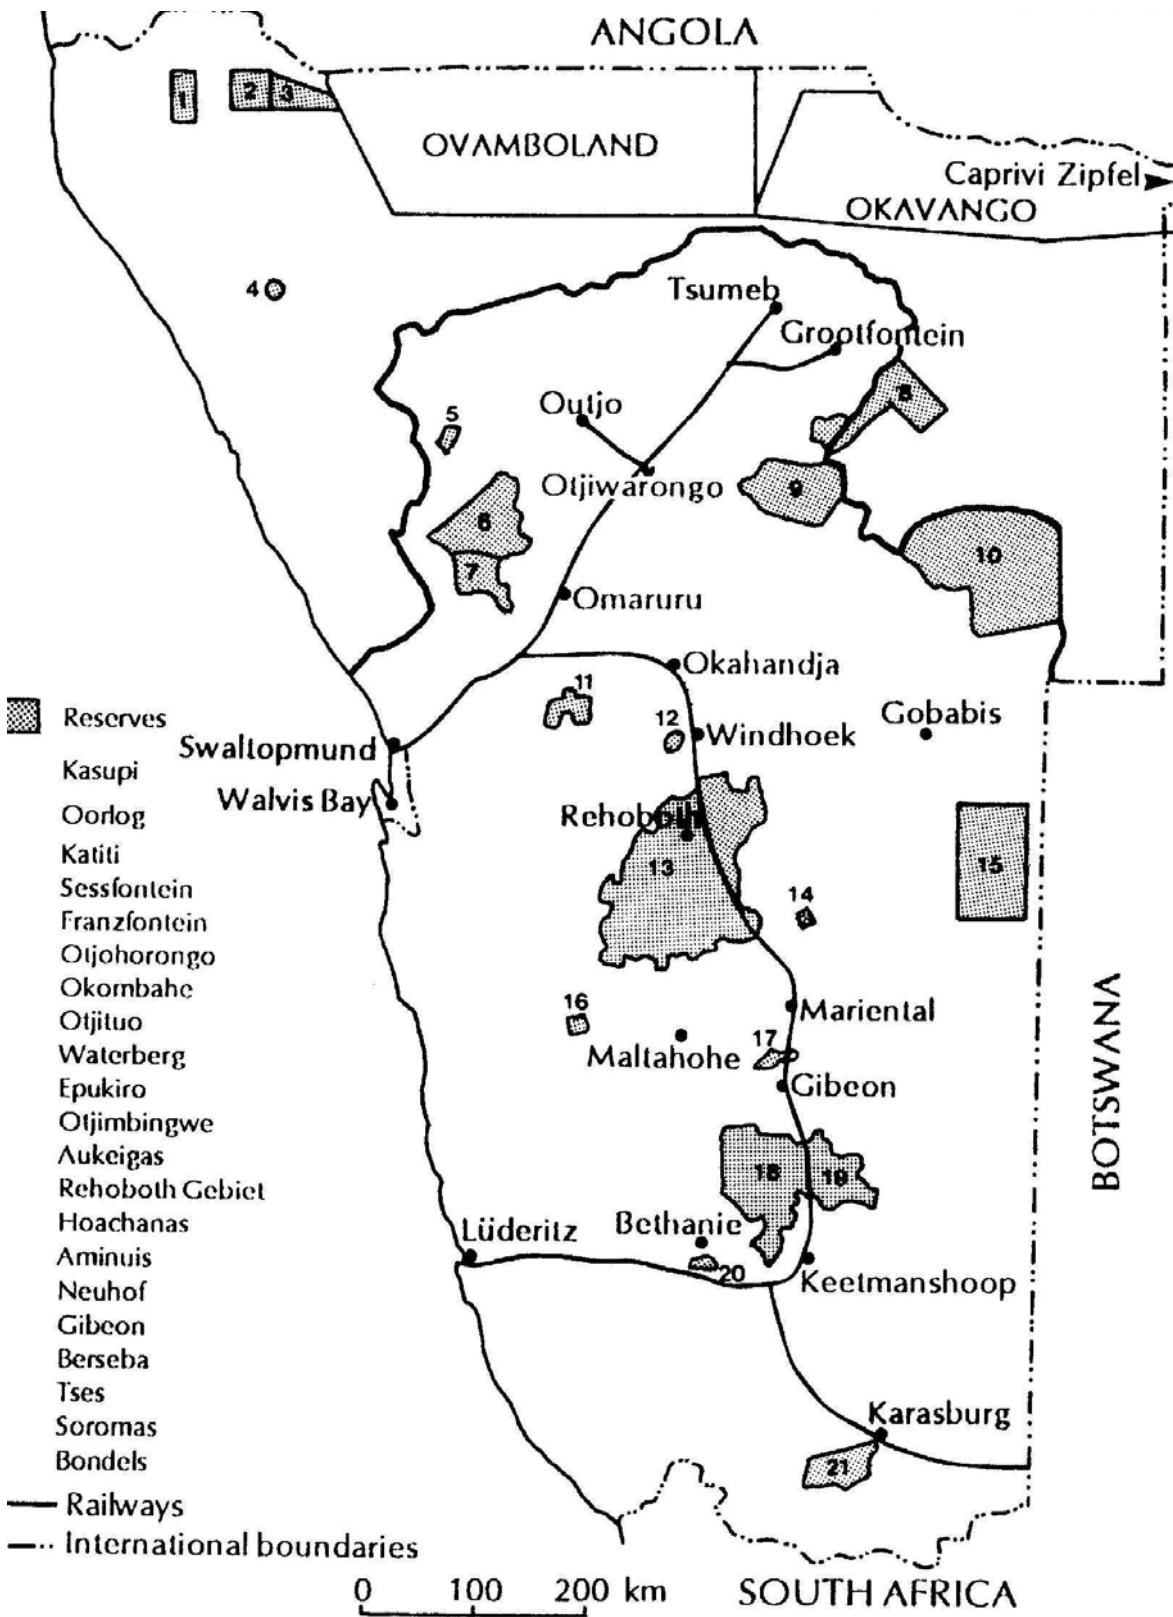 ANGOLA
1
2
3
OVAMBOLAND
Caprivi Zipfel
OKAVANGO
4
Tsumeb
Grootfontein
8
5
Outjo
Otjiwarongo
9
6
10
7
Omaruru
Okahandja
11
12
Windhoek
Gobabis
Swaltopmund
Walvis Bay
Rehoboth
13
14
15
16
Mariental
Maltahohe
17
Gibeon
BOTSWANA
18
19
Bethanie
Lüderitz
20
Keetmanshoop
Karasburg
21
Reserves
Kasupi
Oorlog
Katiti
Sessfontein
Franzfontein
Otjohorongo
Okombahe
Otjituo
Waterberg
Epukiro
Otjimbingwe
Aukeigas
Rehoboth Gebiet
Hoachanas
Aminuis
Neuhof
Gibeon
Berseba
Tses
Soromas
Bondels
Railways
International boundaries
0 100 200 km
SOUTH AFRICA